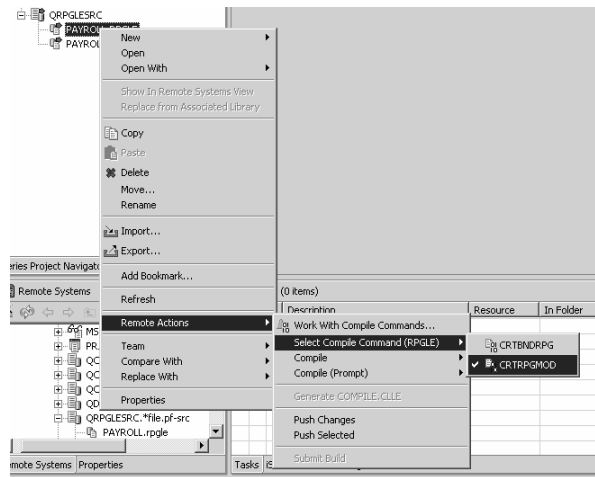 QRPGLESRC
PAYROLL.RPGLE
PAYROL
New
Open
Open With
Show In Remote Systems View
Replace from Associated Library
Copy
Paste
Delete
Move...
Rename
Import...
Export...
Add Bookmark...
Refresh
Remote Actions
Team
Compare With
Replace With
Properties
eries Project Navigato
Remote Systems
(0 items)
Description
Resource
In Folder
MS
PR
QC
QC
QC
QD
QRPGLESRC.*file.pf-src
PAYROLL.rpgle
Work With Compile Commands...
Select Compile Command (RPGLE)
Compile
Compile (Prompt)
Generate COMPILE.CLLE
Push Changes
Push Selected
Submit Build
CRTBNDRPG
CRTRPGMOD
emote Systems Properties
Tasks